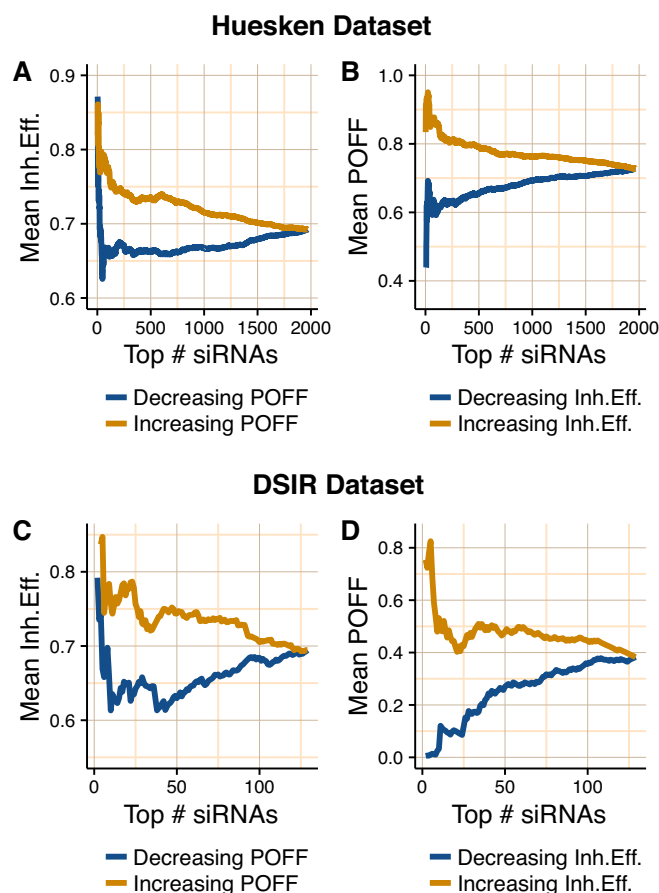 Huesken Dataset
A
B
Mean Inh.Eff.
0.9
0.8
0.7
0.6
0 500 1000 1500 2000
Top # siRNAs
Decreasing POFF
Increasing POFF
Mean POFF
1.0
0.8
0.6
0.4
0 500 1000 1500 2000
Top # siRNAs
Decreasing Inh.Eff.
Increasing Inh.Eff.
DSIR Dataset
C
D
Mean Inh.Eff.
0.8
0.7
0.6
0 50 100
Top # siRNAs
Decreasing POFF
Increasing POFF
Mean POFF
0.8
0.6
0.4
0.2
0.0
0 50 100
Top # siRNAs
Decreasing Inh.Eff.
Increasing Inh.Eff.